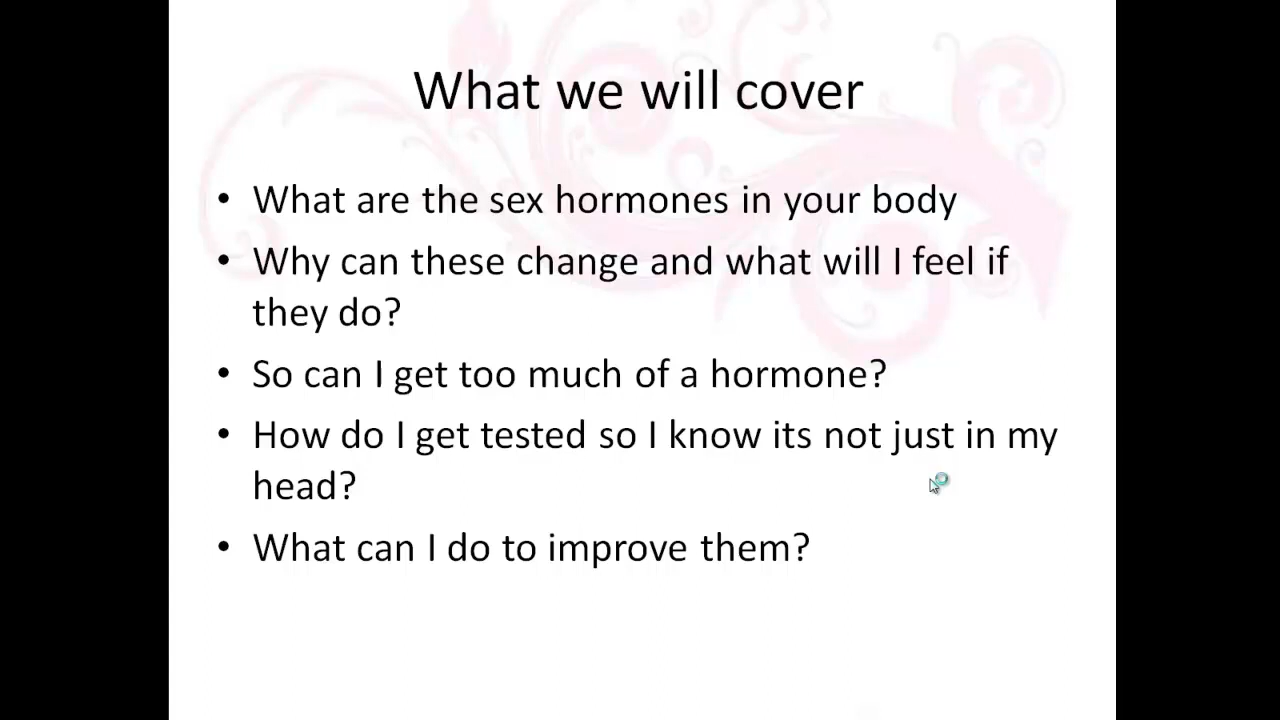 What we will cover
• What are the sex hormones in your body
• Why can these change and what will I feel if
they do?
• So can I get too much of a hormone?
• How do I get tested so I know its not just in my
head?
• What can I do to improve them?